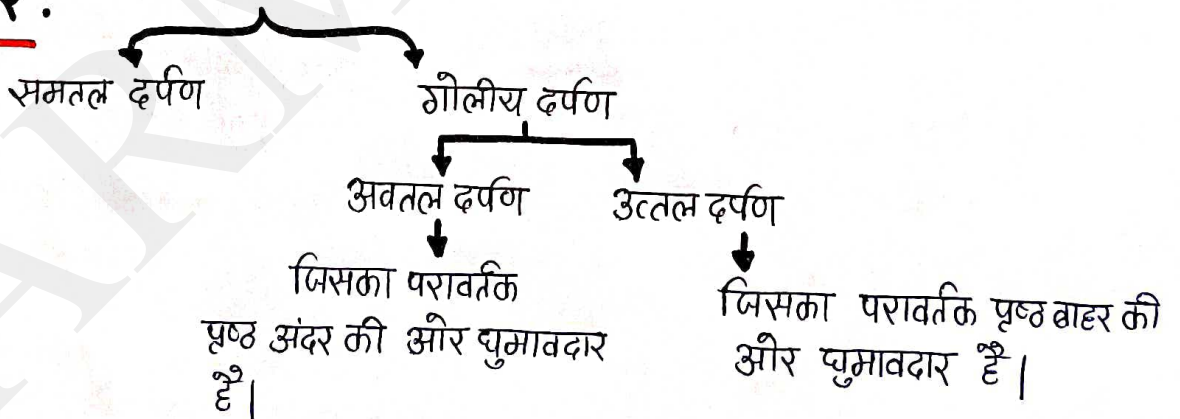 समतल दर्पण
गोलीय दर्पण
अवतल दर्पण
उत्तल दर्पण
जिसका परावर्तक
पृष्ठ अंदर की ओर घुमावदार
है।
जिसका परावर्तक पृष्ठ बाहर की
ओर घुमावदार है।